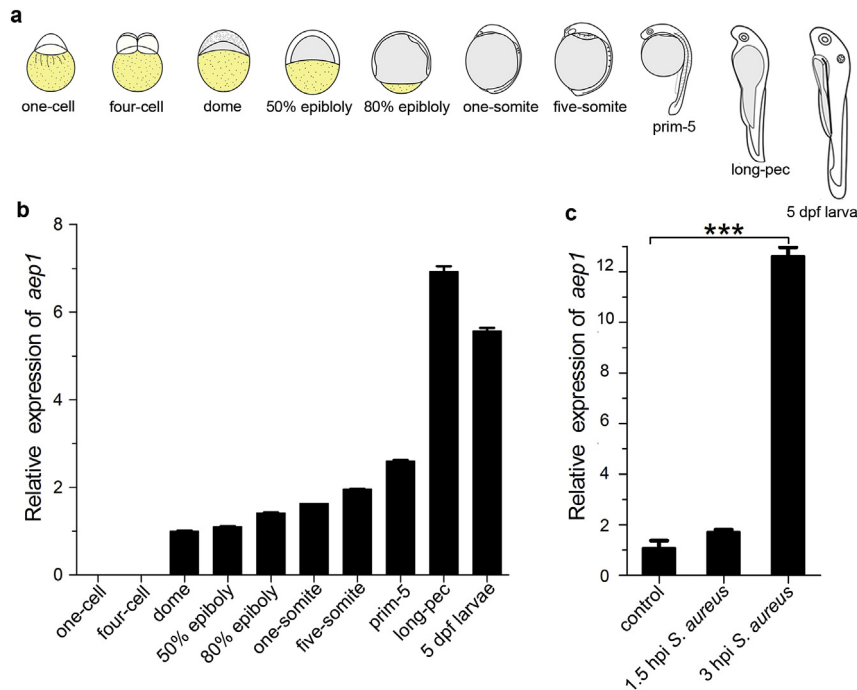 a
one-cell four-cell dome 50% epibloly 80% epibloly one-somite five-somite
prim-5
long-pec
5 dpf larva
b
Relative expression of aep1
8
6
4
2
0
one-cell four-cell dome 50% epiboly 80% epiboly one-somite five-somite prim-5 long-pec 5 dpf larvae
c
***
Relative expression of aep1
12
10
8
6
4
2
0
control 1.5 hpi S. aureus 3 hpi S. aureus